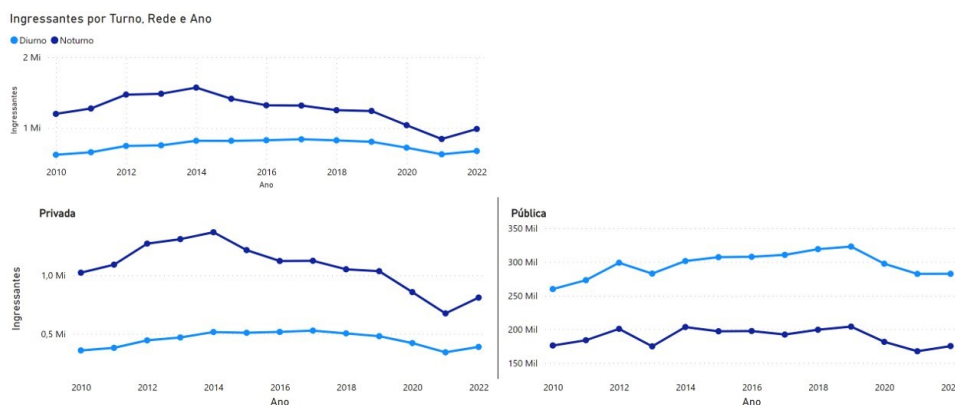 Ingressantes por Turno, Rede e Ano
Diurno Noturno
2 Mi
1 Mi
Ingressantes
2010 2012 2014 2016 2018 2020 2022
Ano
Privada
1,0 Mi
0,5 Mi
Ingressantes
2010 2012 2014 2016 2018 2020 2022
Ano
Pública
350 Mil
300 Mil
250 Mil
200 Mil
150 Mil
2010 2012 2014 2016 2018 2020 202
Ano